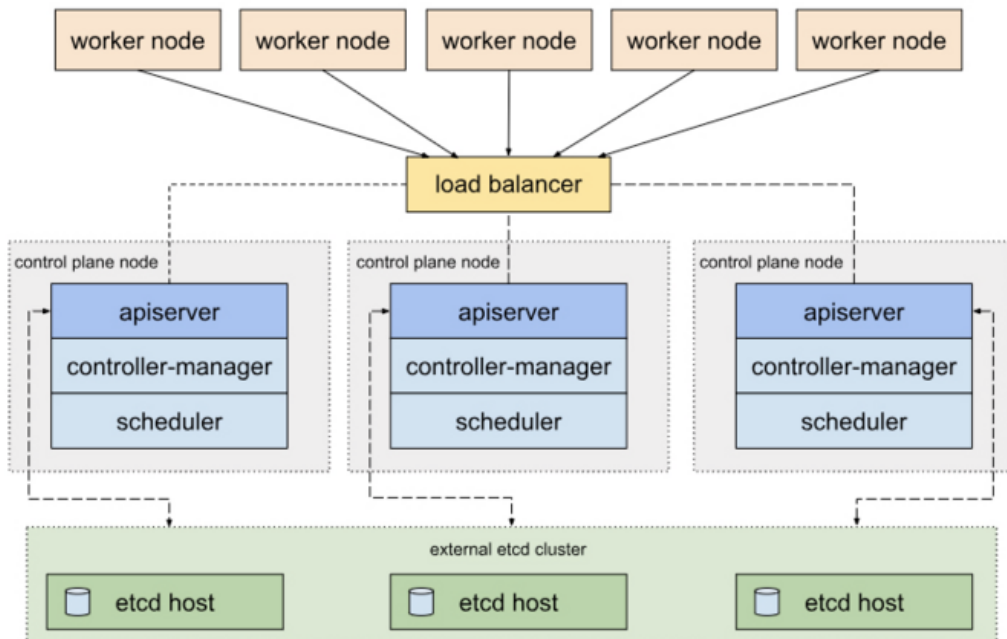 worker node
worker node
worker node
worker node
worker node
load balancer
control plane node
control plane node
control plane node
apiserver
apiserver
apiserver
controller-manager
controller-manager
controller-manager
scheduler
scheduler
scheduler
external etcd cluster
etcd host
etcd host
etcd host